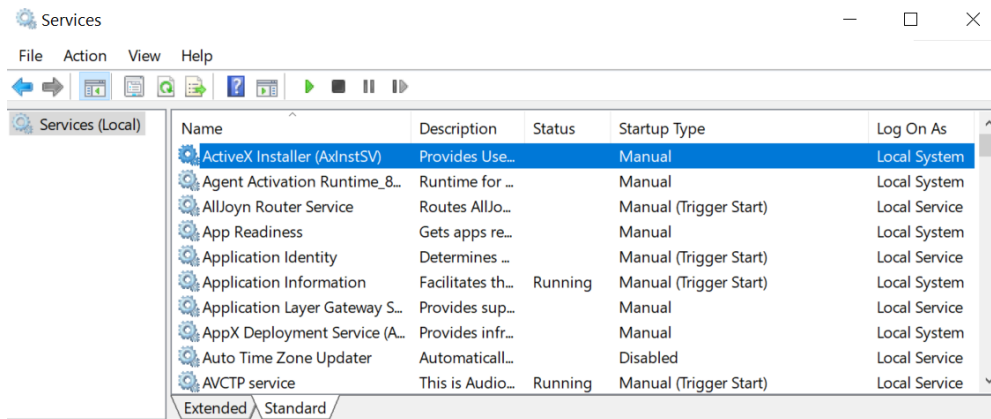 Services
File Action View Help
Services (Local)
Name Description Status Startup Type Log On As
ActiveX Installer (AxInstSV) Provides Use... Manual Local System
Agent Activation Runtime_8... Runtime for ... Manual Local System
AllJoyn Router Service Routes AllJo... Manual (Trigger Start) Local Service
App Readiness Gets apps re... Manual Local System
Application Identity Determines ... Manual (Trigger Start) Local Service
Application Information Facilitates th... Running Manual (Trigger Start) Local System
Application Layer Gateway S... Provides sup... Manual Local Service
AppX Deployment Service (A... Provides infr... Manual Local System
Auto Time Zone Updater Automaticall... Disabled Local Service
AVCTP service This is Audio... Running Manual (Trigger Start) Local Service
Extended Standard